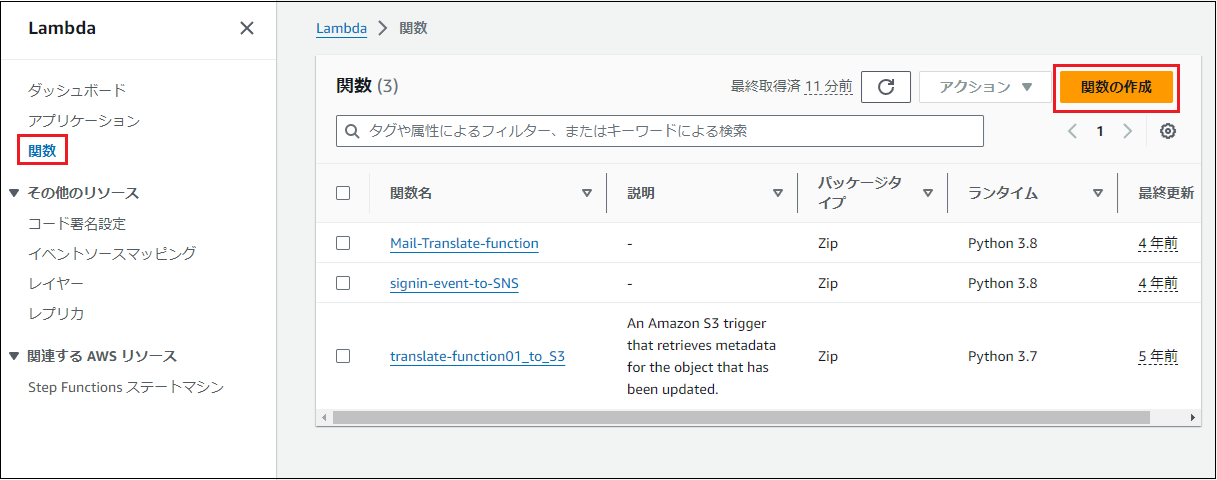 Lambda
ダッシュボード
アプリケーション
関数
その他のリソース
コード署名設定
イベントソースマッピング
レイヤー
レプリカ
関連する AWS リソース
Step Functions ステートマシン
Lambda 関数
関数 (3)
最終取得済 11 分前
アクション
関数の作成
タグや属性によるフィルター、またはキーワードによる検索
1
関数名 説明 パッケージタイプ ランタイム 最終更新
Mail-Translate-function - Zip Python 3.8 4 年前
signin-event-to-SNS - Zip Python 3.8 4 年前
translate-function01_to_S3 An Amazon S3 trigger
that retrieves metadata
for the object that has
been updated. Zip Python 3.7 5 年前